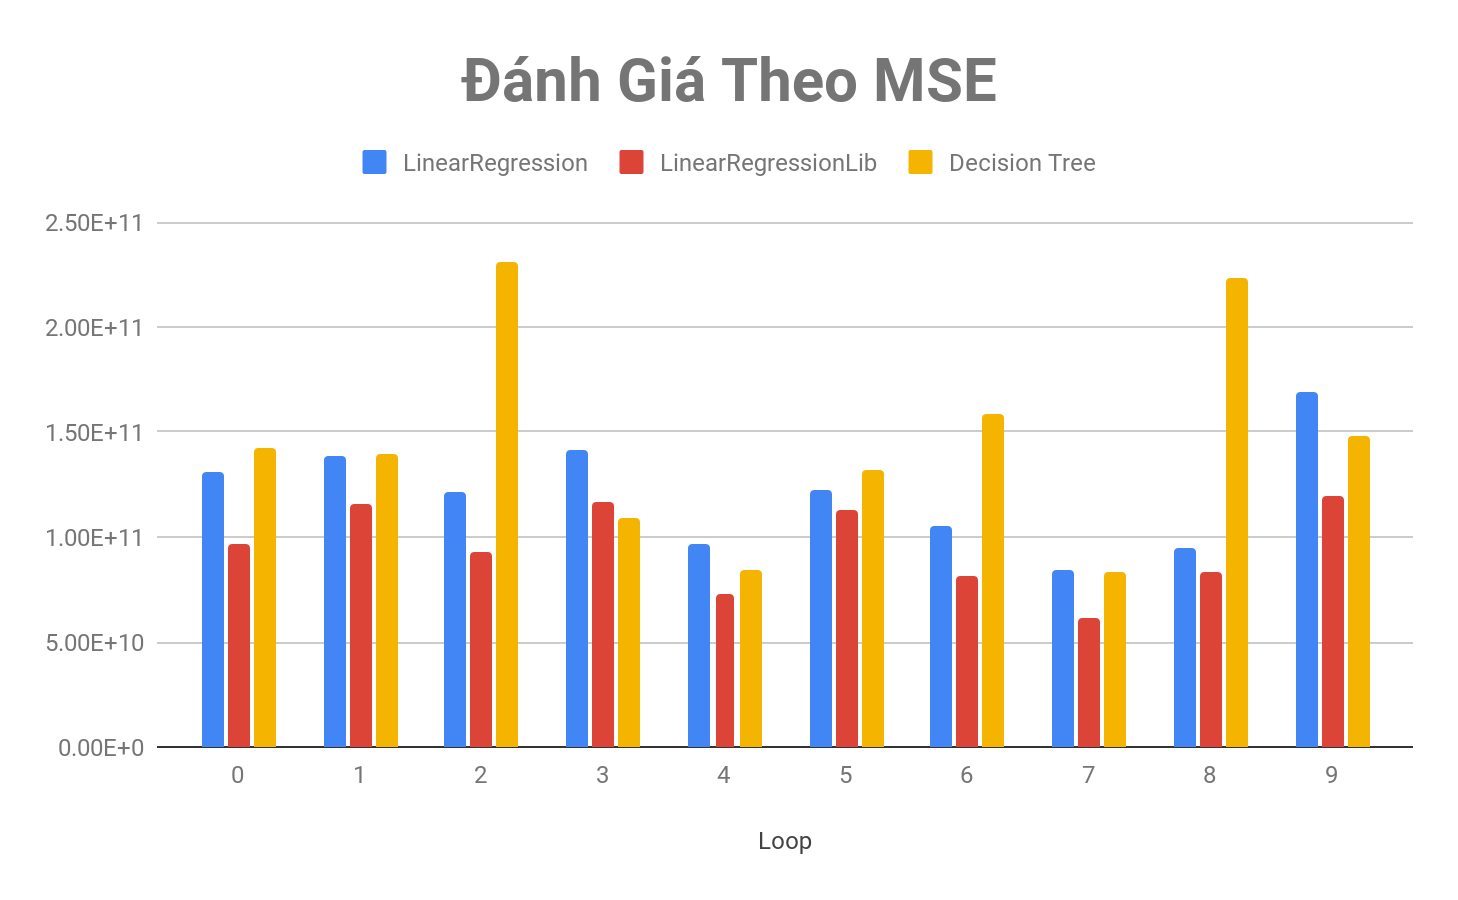 Đánh Giá Theo MSE
LinearRegression LinearRegressionLib Decision Tree
2.50E+11
2.00E+11
1.50E+11
1.00E+11
5.00E+10
0.00E+0
0 1 2 3 4 5 6 7 8 9
Loop